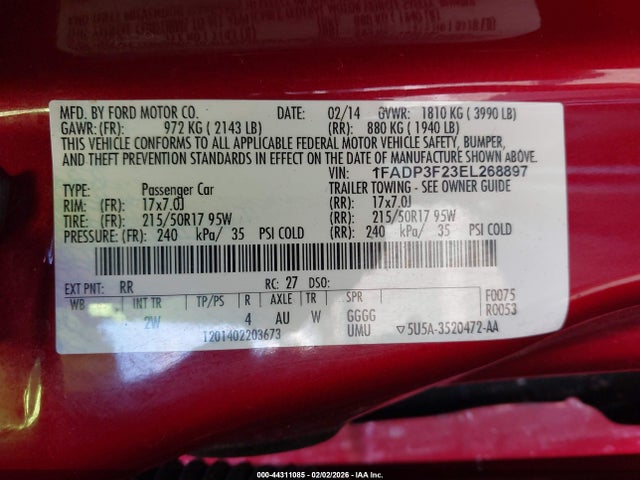 MFD. BY FORD MOTOR CO. DATE: 02/14 GVWR: 1810 KG ( 3990 LB)
GAWR: (FR): 972 KG ( 2143 LB) (RR): 880 KG ( 1940 LB)
THIS VEHICLE CONFORMS TO ALL APPLICABLE FEDERAL MOTOR VEHICLE SAFETY, BUMPER,
AND THEFT PREVENTION STANDARDS IN EFFECT ON THE DATE OF MANUFACTURE SHOWN ABOVE.
VIN: 1FADP3F23EL268897
TYPE: Passenger Car TRAILER TOWING - SEE OWNER GUIDE
RIM: (FR): 17x7.0J (RR): 17x7.0J
TIRE: (FR): 215/50R17 95W (RR): 215/50R17 95W
PRESSURE: (FR): 240 kPa/ 35 PSI COLD (RR): 240 kPa/ 35 PSI COLD
EXT PNT: RR RC: 27 DSO:
WB INT TR TP/PS R AXLE TR SPR F0075
2W 4 AU W GGGG R0053
1201402203673 UMU ▽5U5A-3520472-AA
000-44311085 - 02/02/2026 - IAA Inc.